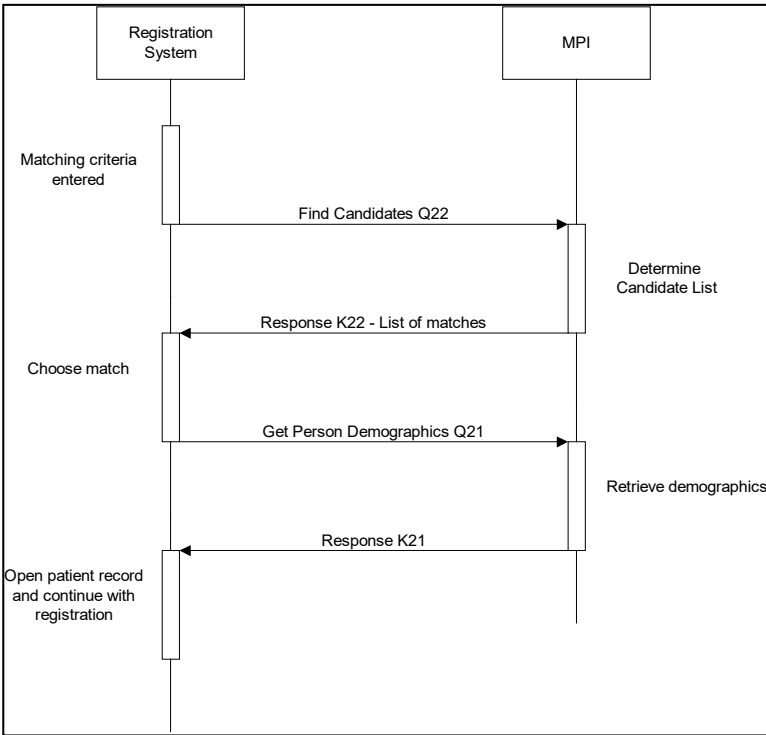 Registration
System
MPI
Matching criteria
entered
Find Candidates Q22
Determine
Candidate List
Response K22 - List of matches
Choose match
Get Person Demographics Q21
Retrieve demographics
Response K21
Open patient record
and continue with
registration